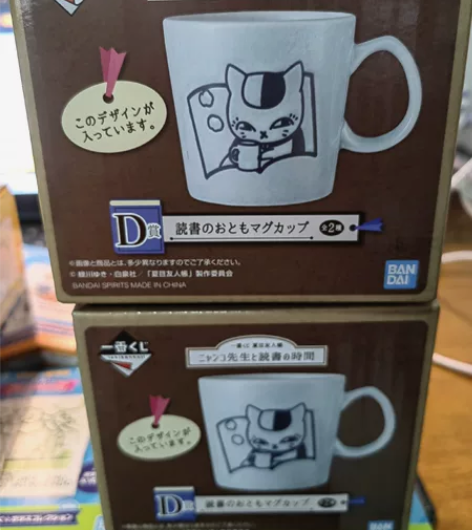 このデザインが
入っています。
D賞 読書のおともマグカップ 全2種
※画像と商品とは、多少異なりますのでご了承ください。
© 緑川ゆき・白泉社/「夏目友人帳」製作委員会
BANDAI SPIRITS MADE IN CHINA
BAN
DAI
一番くじ
一番くじ 夏目友人帳
ニャンコ先生と読書の時間
このデザインが
入っています。
D賞 読書のおともマグカップ 全2種
BAN